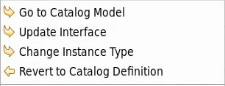 Go to Catalog Model
Update Interface
Change Instance Type
Revert to Catalog Definition